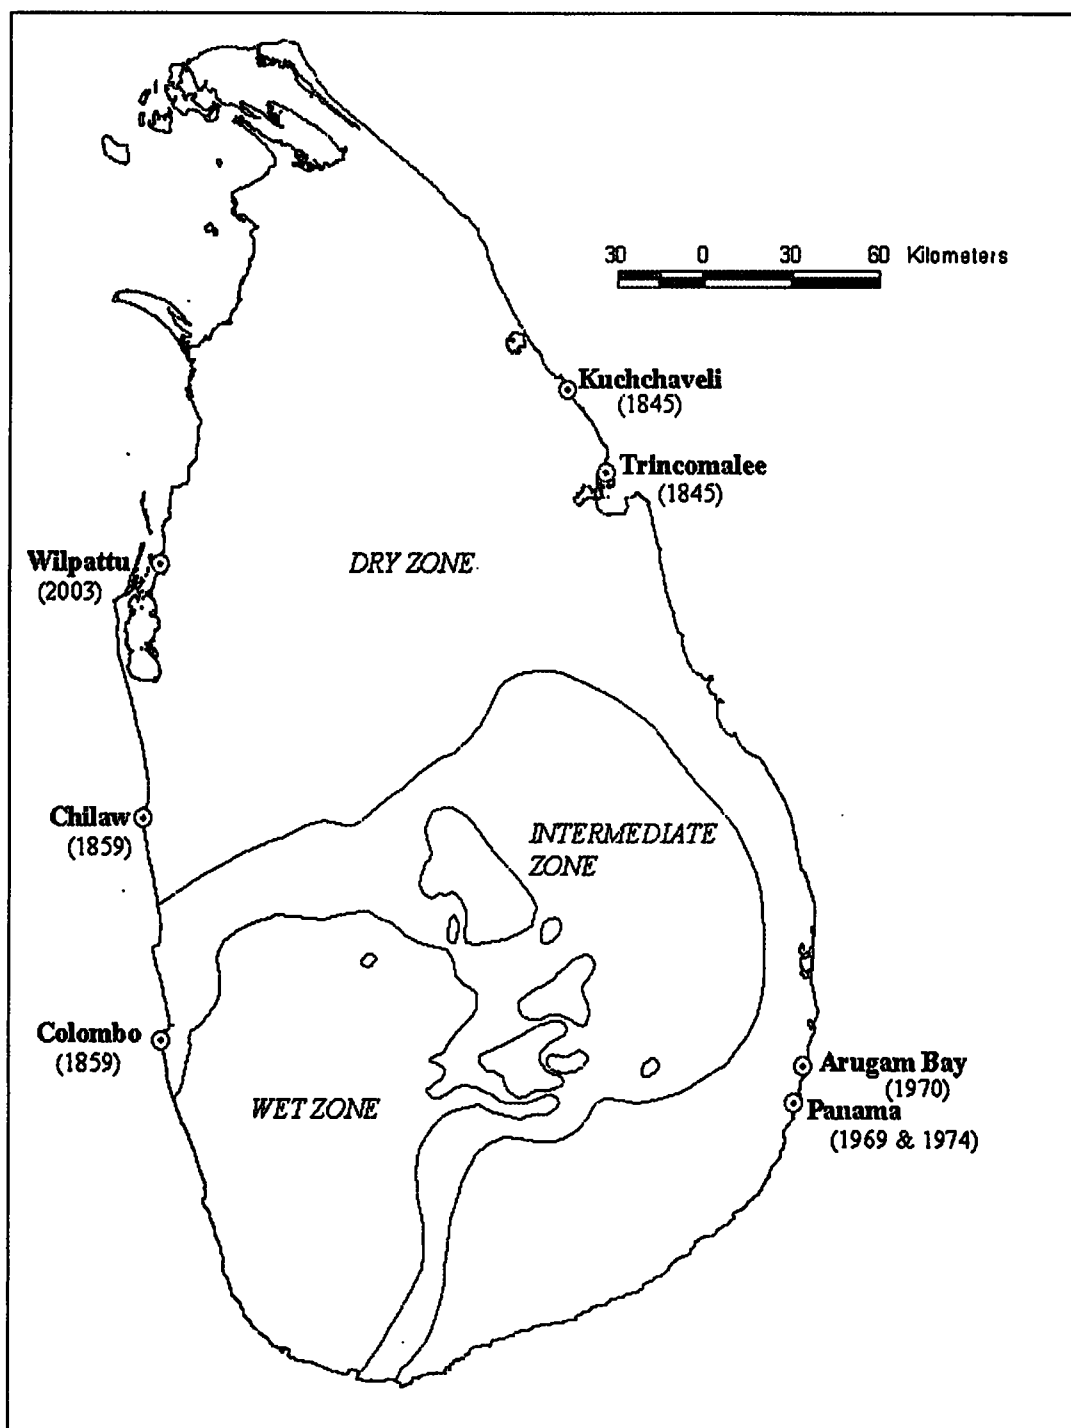 30 0 30 60 Kilometers
Kuchchaveli
(1845)
Trincomalee
(1845)
Wilpattu
(2003)
DRY ZONE
Chilaw
(1859)
INTERMEDIATE
ZONE
Colombo
(1859)
WET ZONE
Arugam Bay
(1970)
Panama
(1969 & 1974)